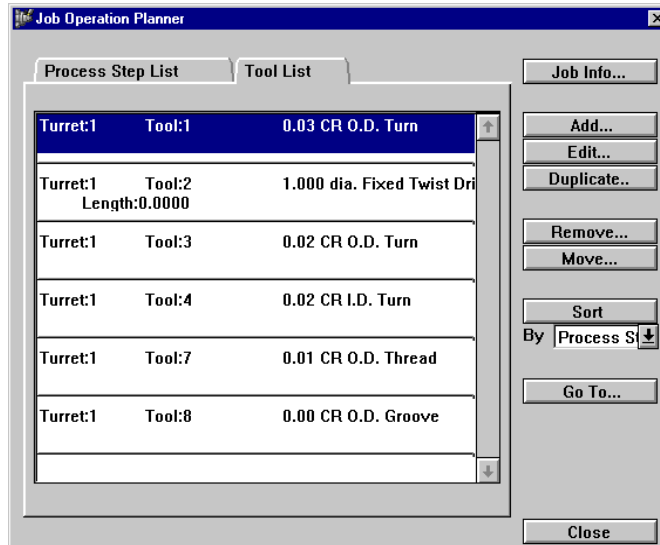 Job Operation Planner
Process Step List Tool List
Turret:1 Tool:1 0.03 CR O.D. Turn
Turret:1 Tool:2 1.000 dia. Fixed Twist Dri
Length:0.0000
Turret:1 Tool:3 0.02 CR O.D. Turn
Turret:1 Tool:4 0.02 CR I.D. Turn
Turret:1 Tool:7 0.01 CR O.D. Thread
Turret:1 Tool:8 0.00 CR O.D. Groove
Job Info...
Add...
Edit...
Duplicate..
Remove...
Move...
Sort
By Process St
Go To...
Close